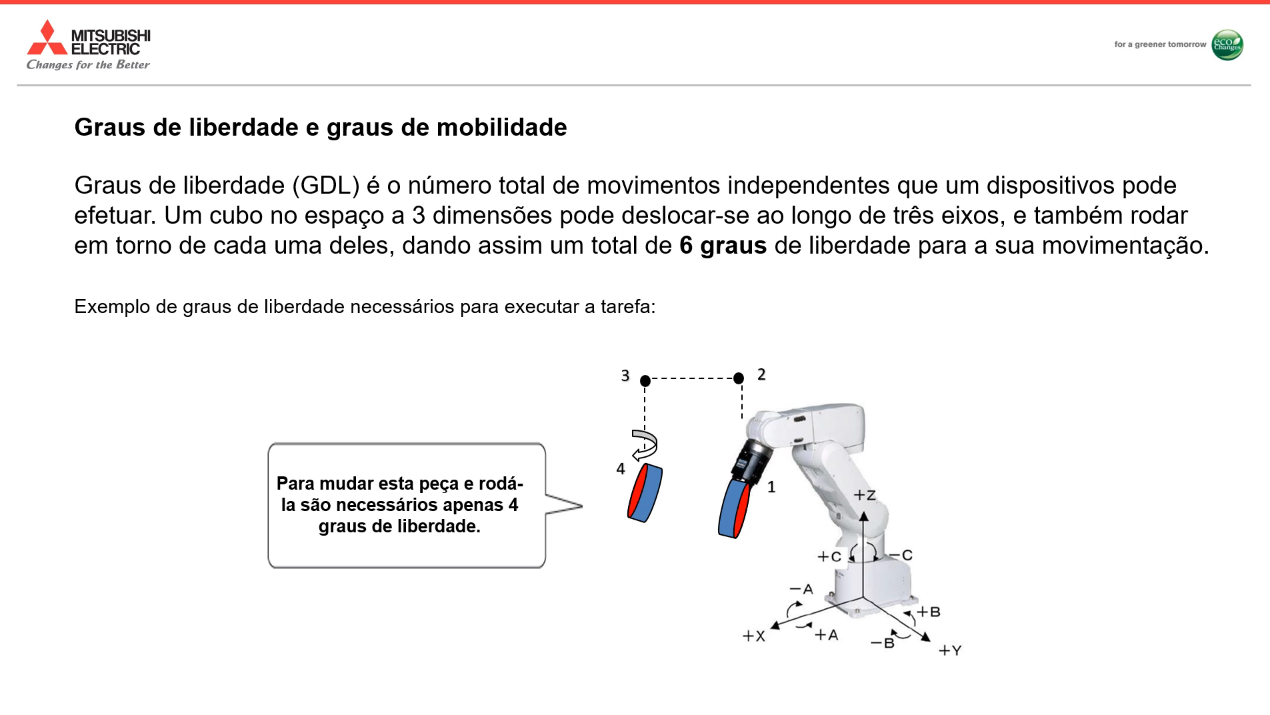 MITSUBISHI
ELECTRIC
Changes for the Better
for a greener tomorrow
eco
Changes
Graus de liberdade e graus de mobilidade
Graus de liberdade (GDL) é o número total de movimentos independentes que um dispositivos pode
efetuar. Um cubo no espaço a 3 dimensões pode deslocar-se ao longo de três eixos, e também rodar
em torno de cada uma deles, dando assim um total de 6 graus de liberdade para a sua movimentação.
Exemplo de graus de liberdade necessários para executar a tarefa:
3
2
4
1
Para mudar esta peça e rodá-
la são necessários apenas 4
graus de liberdade.
+Z
+C
−C
−A
+B
+X
+A
−B
+Y